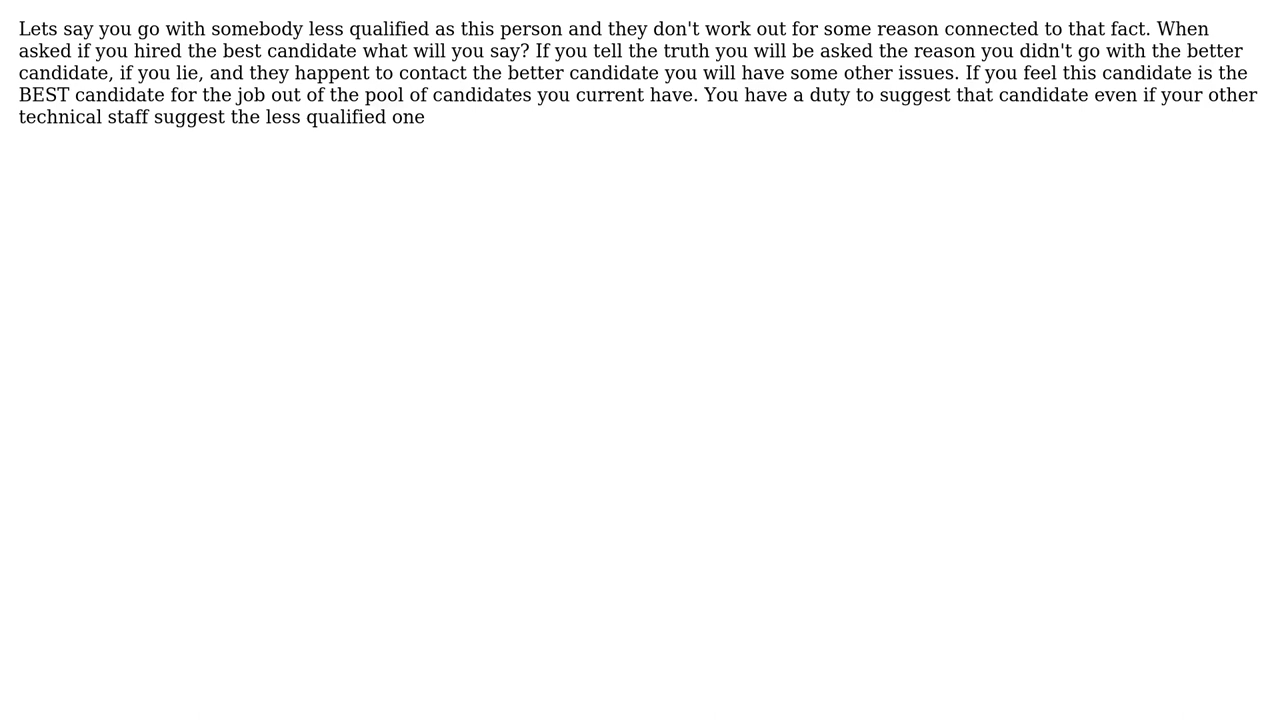 Lets say you go with somebody less qualified as this person and they don't work out for some reason connected to that fact. When
asked if you hired the best candidate what will you say? If you tell the truth you will be asked the reason you didn't go with the better
candidate, if you lie, and they happent to contact the better candidate you will have some other issues. If you feel this candidate is the
BEST candidate for the job out of the pool of candidates you current have. You have a duty to suggest that candidate even if your other
technical staff suggest the less qualified one